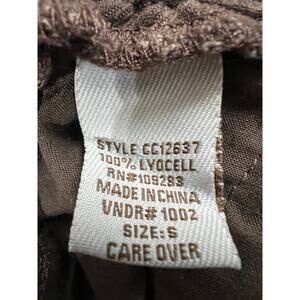 STYLE CC12637
100% LYOCELL
RN#109283
MADE IN CHINA
VNDR# 1002
SIZE: S
CARE OVER